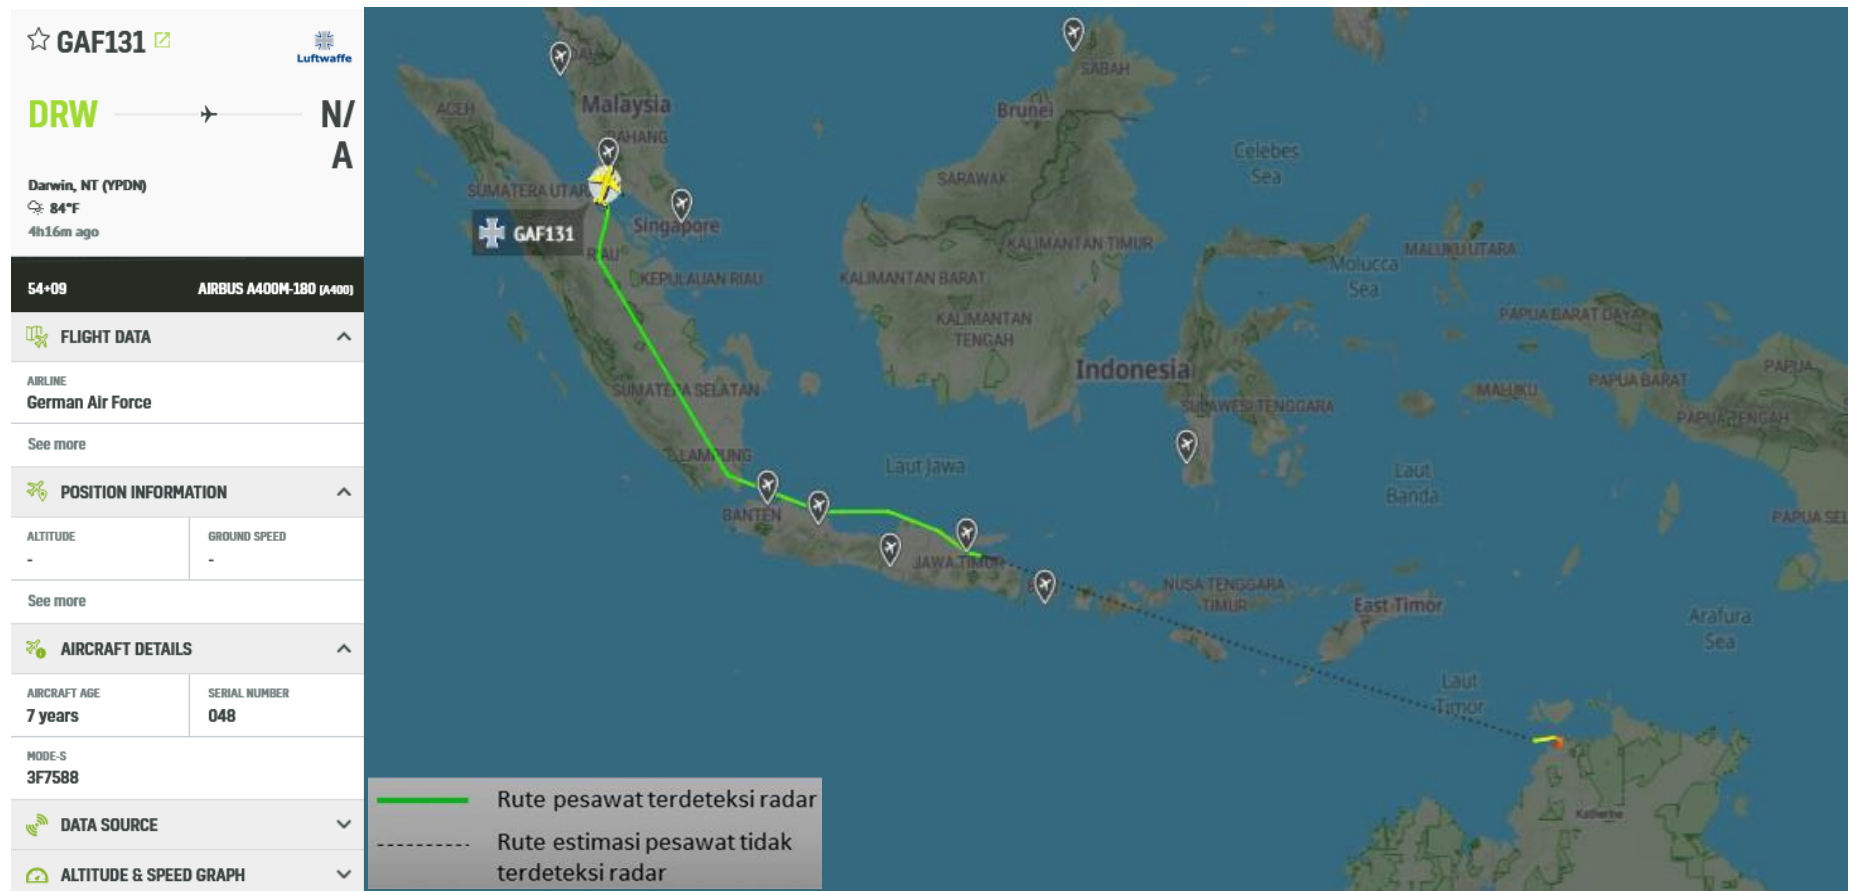 GAF131
Luftwaffe
DRW
N/
A
Darwin, NT (YPDN)
84°F
4h16m ago
54+09
AIRBUS A400M-180 (A400)
FLIGHT DATA
AIRLINE
German Air Force
See more
POSITION INFORMATION
ALTITUDE
GROUND SPEED
-
-
See more
AIRCRAFT DETAILS
AIRCRAFT AGE
SERIAL NUMBER
7 years
048
MODE-S
3F7588
DATA SOURCE
ALTITUDE & SPEED GRAPH
ACEH
Malaysia
PAHANG
SUMATERA UTAR
GAF131
Singapore
RIAU
KEPULAUAN RIAU
SUMATERA SELATAN
LAMPUNG
BANTEN
JAWA TIMUR
Laut Jawa
SABAH
Brunei
SARAWAK
KALIMANTAN TIMUR
KALIMANTAN BARAT
KALIMANTAN
TENGAH
Indonesia
Celebes
Sea
MALUKU UTARA
Molucca
Sea
PAPUA BARAT DAYA
PAPUA
PAPUA BARAT
MALUKU
PAPUA TENGAH
SULAWESI TENGGARA
Laut
Banda
PAPUA SEL
NUSA TENGGARA
TIMUR
East Timor
Arafura
Sea
Laut
Timor
Katherine
Rute pesawat terdeteksi radar
Rute estimasi pesawat tidak
terdeteksi radar